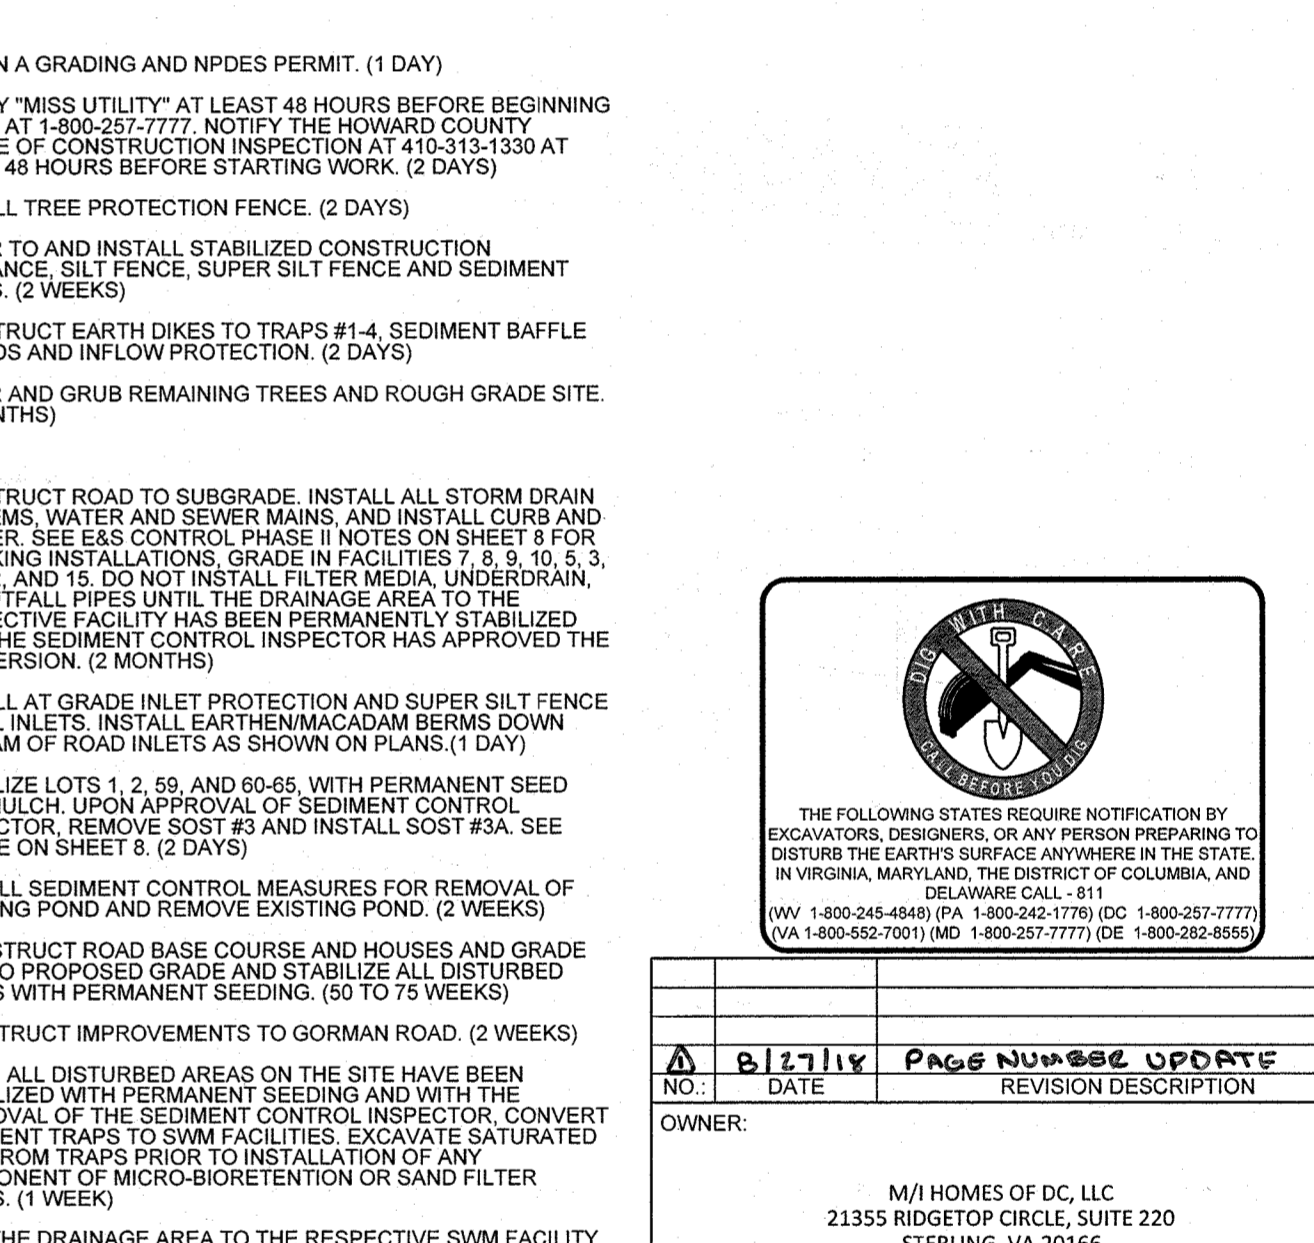 N A GRADING AND NPDES PERMIT. (1 DAY)
Y "MISS UTILITY" AT LEAST 48 HOURS BEFORE BEGINNING
AT 1-800-257-7777. NOTIFY THE HOWARD COUNTY
E OF CONSTRUCTION INSPECTION AT 410-313-1330 AT
48 HOURS BEFORE STARTING WORK. (2 DAYS)
LL TREE PROTECTION FENCE. (2 DAYS)
R TO AND INSTALL STABILIZED CONSTRUCTION
ANCE, SILT FENCE, SUPER SILT FENCE AND SEDIMENT
S. (2 WEEKS)
TRUCT EARTH DIKES TO TRAPS #1-4, SEDIMENT BAFFLE
DS AND INFLOW PROTECTION. (2 DAYS)
R AND GRUB REMAINING TREES AND ROUGH GRADE SITE.
NTHS)
TRUCT ROAD TO SUBGRADE. INSTALL ALL STORM DRAIN
EMS, WATER AND SEWER MAINS, AND INSTALL CURB AND
ER. SEE E&S CONTROL PHASE II NOTES ON SHEET 8 FOR
KING INSTALLATIONS, GRADE IN FACILITIES 7, 8, 9, 10, 5, 3,
, AND 15. DO NOT INSTALL FILTER MEDIA, UNDERDRAIN,
TFALL PIPES UNTIL THE DRAINAGE AREA TO THE
ECTIVE FACILITY HAS BEEN PERMANENTLY STABILIZED
HE SEDIMENT CONTROL INSPECTOR HAS APPROVED THE
ERSION. (2 MONTHS)
LL AT GRADE INLET PROTECTION AND SUPER SILT FENCE
L INLETS. INSTALL EARTHEN/MACADAM BERMS DOWN
AM OF ROAD INLETS AS SHOWN ON PLANS.(1 DAY)
LIZE LOTS 1, 2, 59, AND 60-65, WITH PERMANENT SEED
MULCH. UPON APPROVAL OF SEDIMENT CONTROL
CTOR, REMOVE SOST #3 AND INSTALL SOST #3A. SEE
E ON SHEET 8. (2 DAYS)
LL SEDIMENT CONTROL MEASURES FOR REMOVAL OF
NG POND AND REMOVE EXISTING POND. (2 WEEKS)
STRUCT ROAD BASE COURSE AND HOUSES AND GRADE
O PROPOSED GRADE AND STABILIZE ALL DISTURBED
S WITH PERMANENT SEEDING. (50 TO 75 WEEKS)
TRUCT IMPROVEMENTS TO GORMAN ROAD. (2 WEEKS)
ALL DISTURBED AREAS ON THE SITE HAVE BEEN
LIZED WITH PERMANENT SEEDING AND WITH THE
OVAL OF THE SEDIMENT CONTROL INSPECTOR, CONVERT
ENT TRAPS TO SWM FACILITIES. EXCAVATE SATURATED
ROM TRAPS PRIOR TO INSTALLATION OF ANY
ONENT OF MICRO-BIORETENTION OR SAND FILTER
S. (1 WEEK)
THE DRAINAGE AREA TO THE RESPECTIVE SWM FACILITY
DIG WITH C.A.R.E
CALL BEFORE YOU DIG
THE FOLLOWING STATES REQUIRE NOTIFICATION BY
EXCAVATORS, DESIGNERS, OR ANY PERSON PREPARING TO
DISTURB THE EARTH'S SURFACE ANYWHERE IN THE STATE.
IN VIRGINIA, MARYLAND, THE DISTRICT OF COLUMBIA, AND
DELAWARE CALL - 811
(WV 1-800-245-4848) (PA 1-800-242-1776) (DC 1-800-257-7777)
(VA 1-800-552-7001) (MD 1-800-257-7777) (DE 1-800-282-8555)
1 8/27/18 PAGE NUMBER UPDATE
NO.: DATE REVISION DESCRIPTION
OWNER:
M/I HOMES OF DC, LLC
21355 RIDGETOP CIRCLE, SUITE 220
STERLING, VA 20166